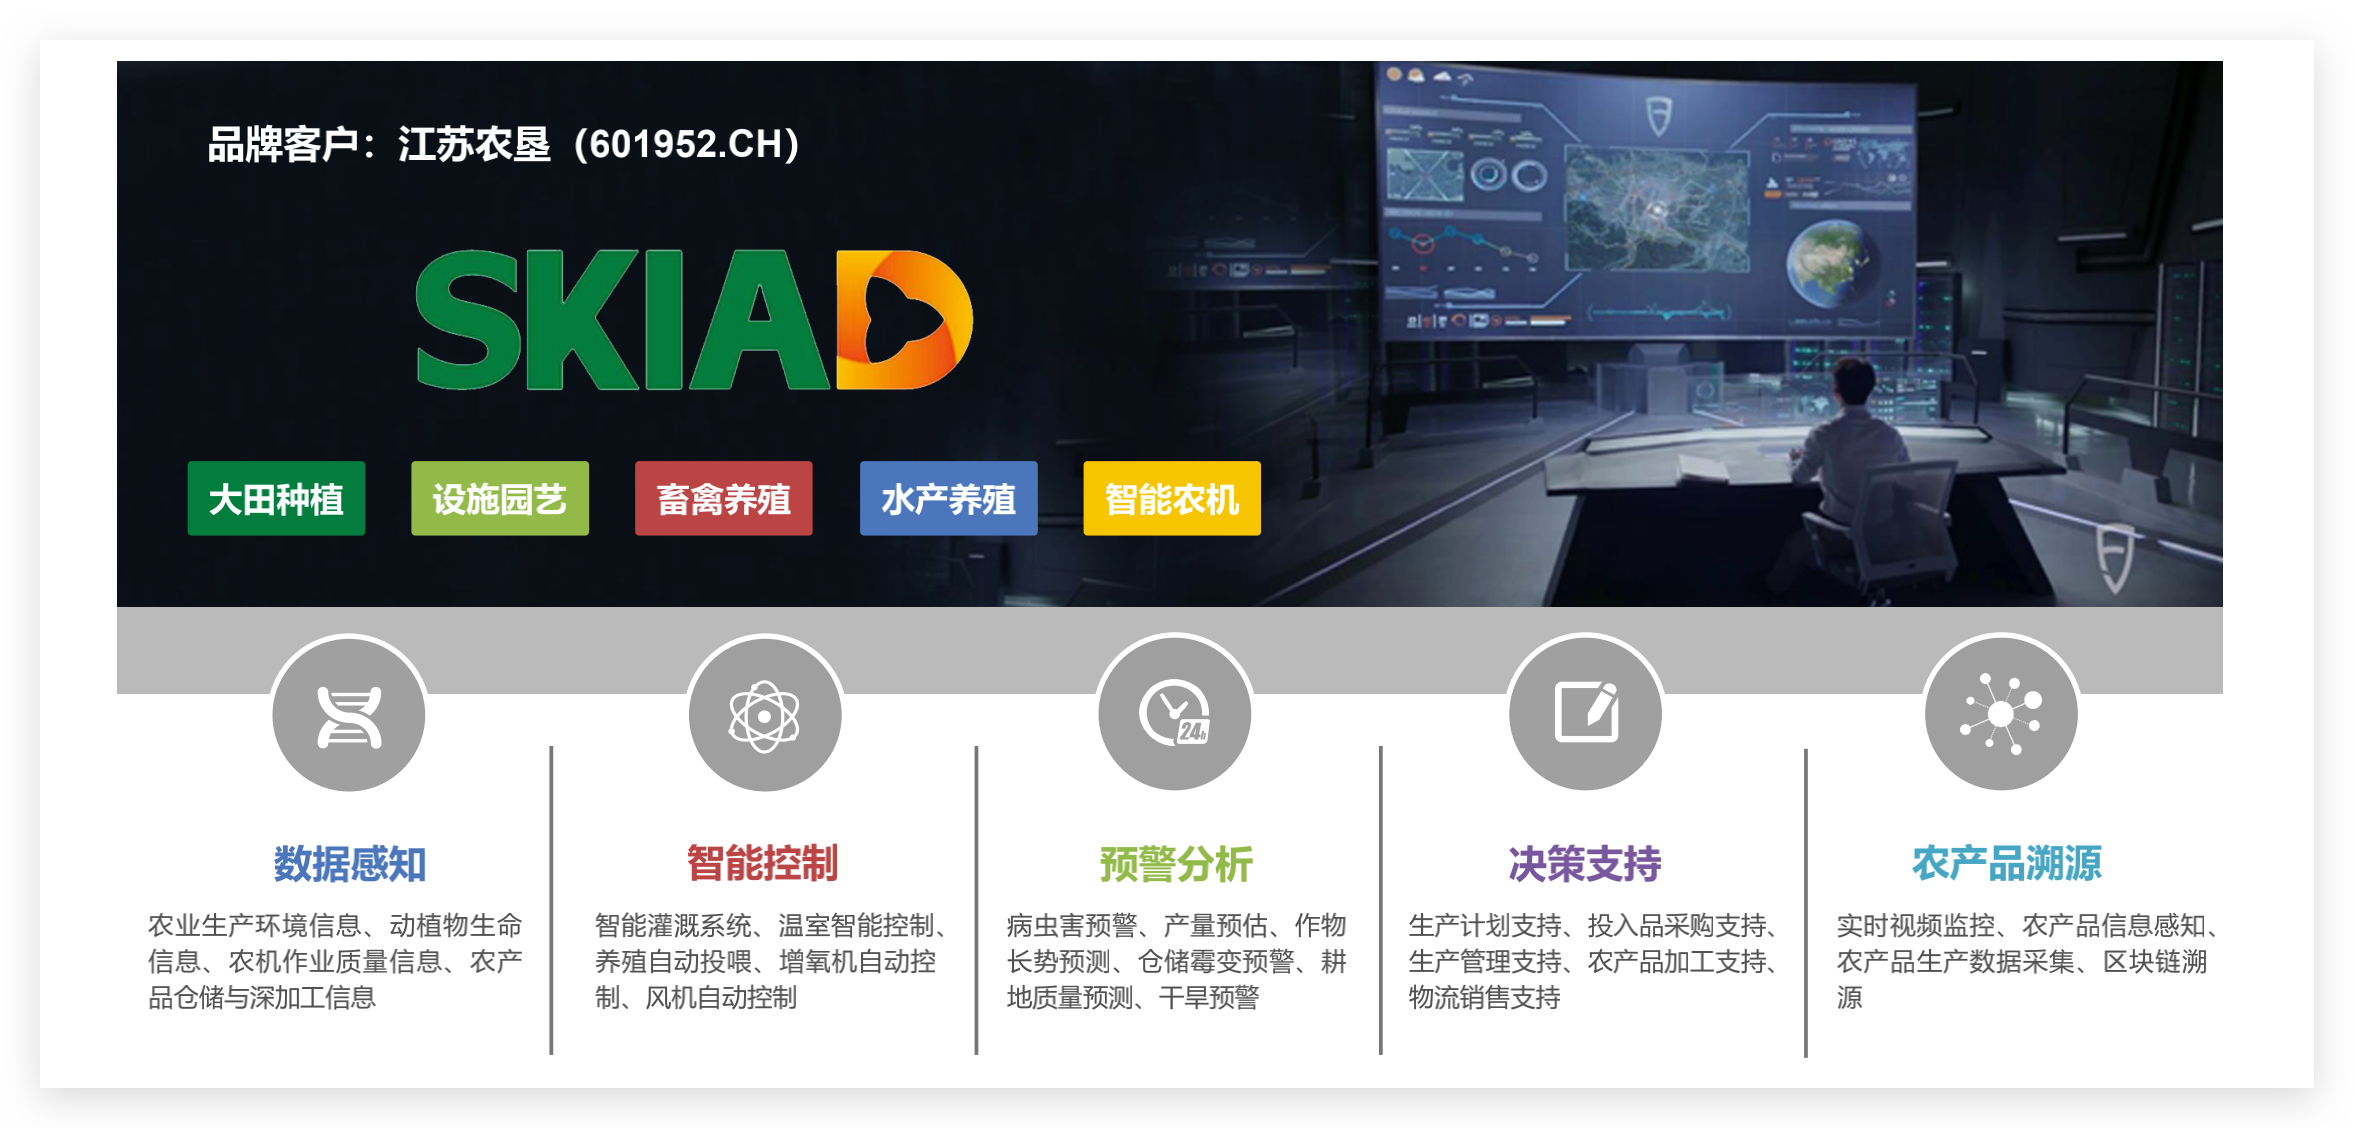 品牌客户：江苏农垦（601952.CH）
SKIAD
大田种植
设施园艺
畜禽养殖
水产养殖
智能农机
24h
数据感知
农业生产环境信息、动植物生命
信息、农机作业质量信息、农产
品仓储与深加工信息
智能控制
智能灌溉系统、温室智能控制、
养殖自动投喂、增氧机自动控
制、风机自动控制
预警分析
病虫害预警、产量预估、作物
长势预测、仓储霉变预警、耕
地质量预测、干旱预警
决策支持
生产计划支持、投入品采购支持、
生产管理支持、农产品加工支持、
物流销售支持
农产品溯源
实时视频监控、农产品信息感知、
农产品生产数据采集、区块链溯
源